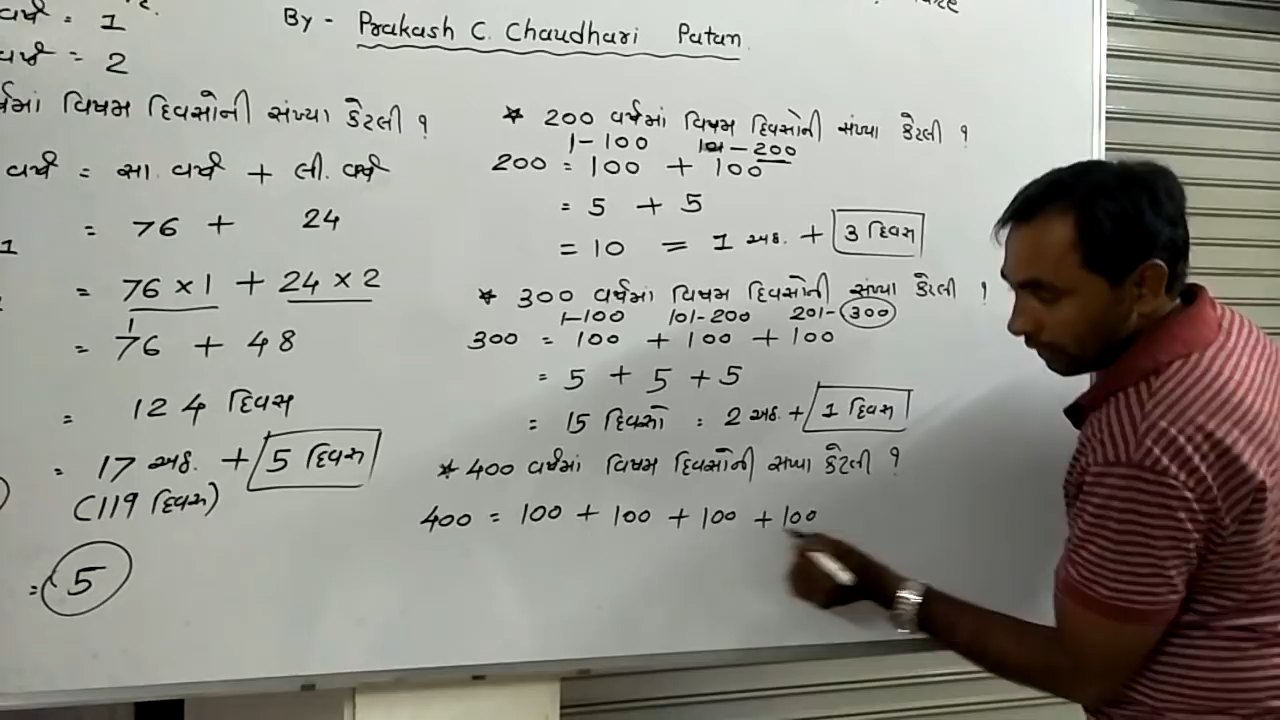 વર્ષ = 1
By - Prakash C. Chaudhari Patan
વર્ષ = 2
વિષમ દિવસોની સંખ્યા કેટલી ?
વર્ષ = સા. વર્ષ + લી. વર્ષ
= 76 + 24
1
= 76 × 1 + 24 × 2
1
= 76 + 48
= 124 દિવસ
= 17 અઠ. + 5 દિવસ
(119 દિવસ)
= 5
* 200 વર્ષમાં વિષમ દિવસોની સંખ્યા કેટલી ?
1-100 101-200
200 = 100 + 100
= 5 + 5
= 10 = 1 અઠ. + 3 દિવસ
* 300 વર્ષમાં વિષમ દિવસોની સંખ્યા કેટલી ?
1-100 101-200 201-300
300 = 100 + 100 + 100
= 5 + 5 + 5
= 15 દિવસો = 2 અઠ. + 1 દિવસ
* 400 વર્ષમાં વિષમ દિવસોની સંખ્યા કેટલી ?
400 = 100 + 100 + 100 + 100